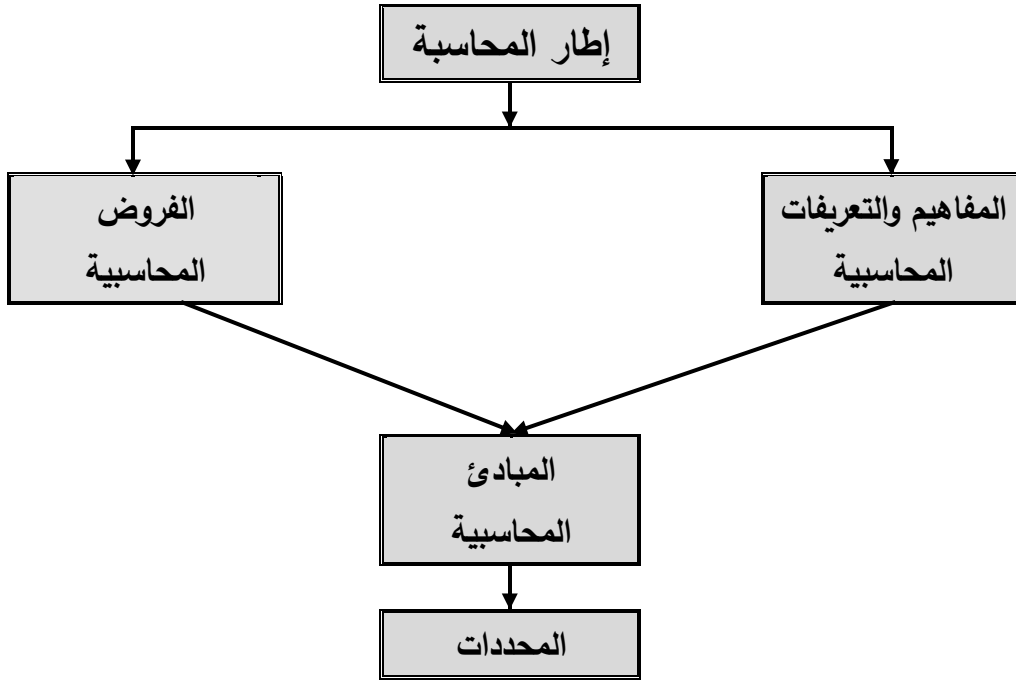 إطار المحاسبة
المفاهيم والتعريفات
المحاسبية
الفروض
المحاسبية
المبادئ
المحاسبية
المحددات